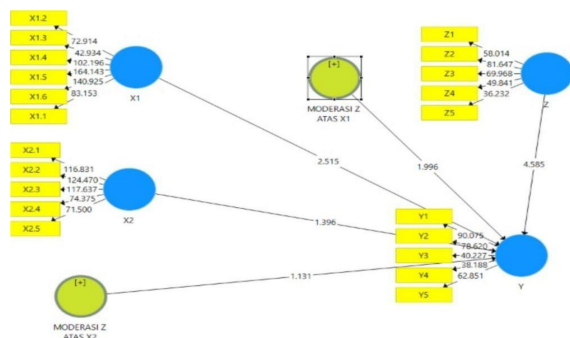 X1.2
X1.3
X1.4
X1.5
X1.6
X1.1
72.914
42.934
102.196
164.143
140.925
83.153
X1
[+]
MODERASI Z
ATAS X1
Z1
Z2
Z3
Z4
Z5
58.014
81.647
69.968
49.841
36.232
Z
2.515
1.996
4.585
X2.1
X2.2
X2.3
X2.4
X2.5
116.831
124.470
117.637
74.375
71.500
X2
1.396
Y1
Y2
Y3
Y4
Y5
90.075
78.620
40.227
38.188
62.851
Y
1.131
[+]
MODERASI Z
ATAS X2